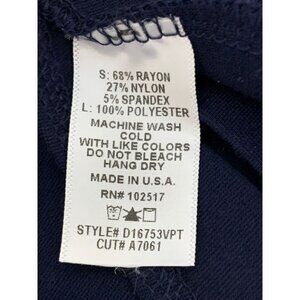 S: 68% RAYON
27% NYLON
5% SPANDEX
L: 100% POLYESTER
MACHINE WASH
COLD
WITH LIKE COLORS
DO NOT BLEACH
HANG DRY
MADE IN U.S.A.
RN# 102517
STYLE# D16753VPT
CUT# A7061